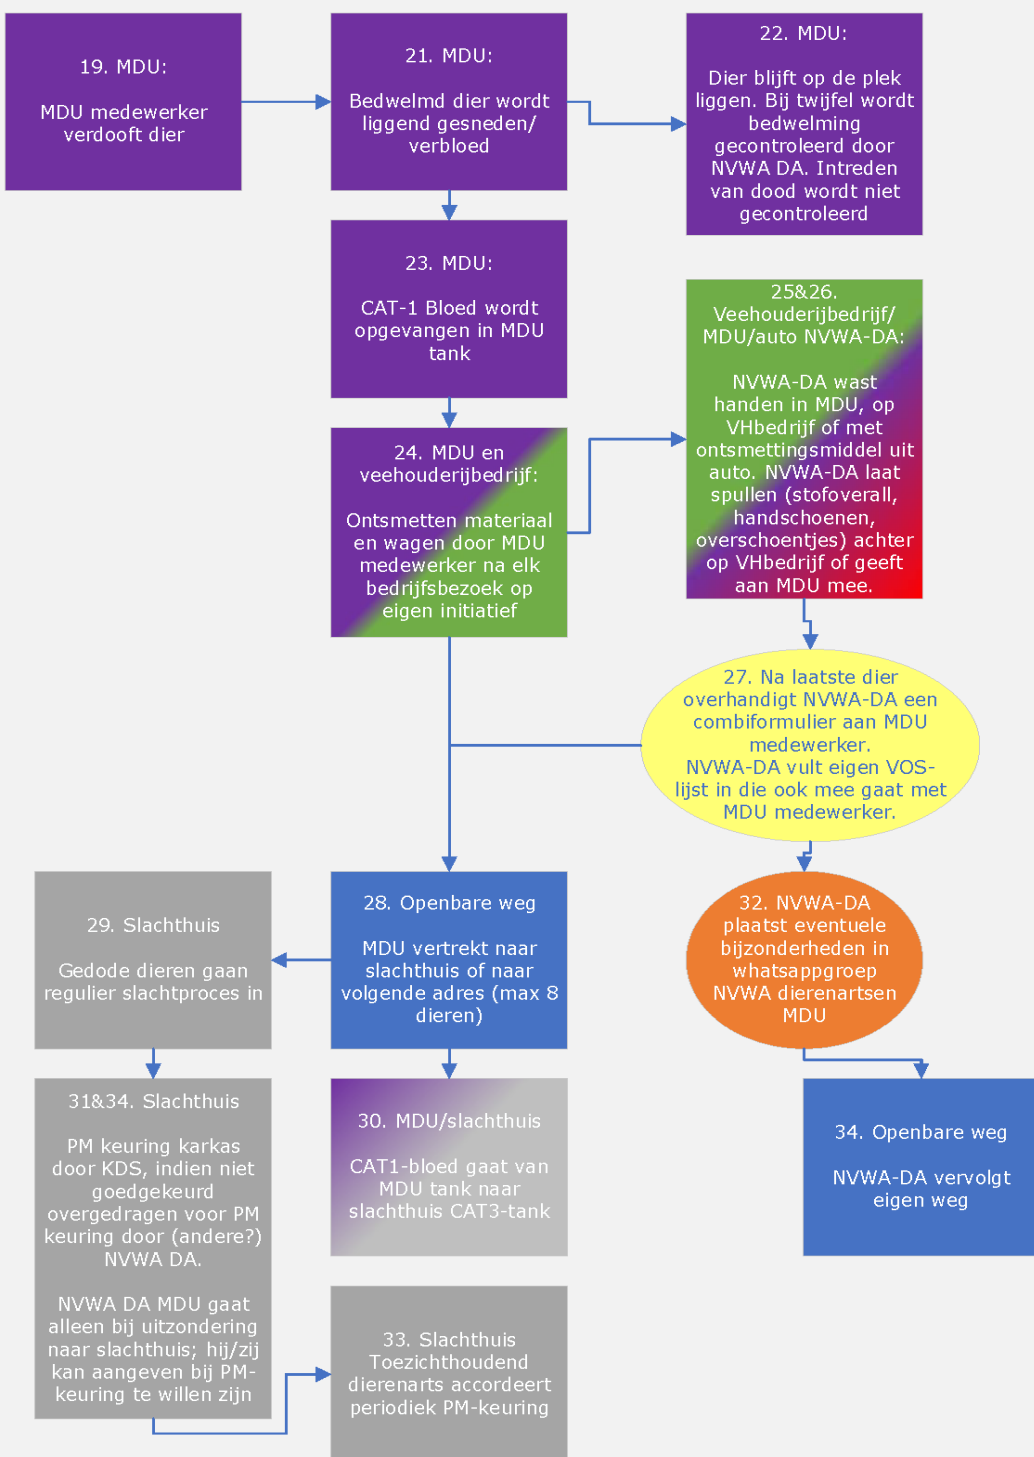 19. MDU:
MDU medewerker
verdooft dier
21. MDU:
Bedwelmd dier wordt
liggend gesneden/
verbloed
22. MDU:
Dier blijft op de plek
liggen. Bij twijfel wordt
bedwelming
gecontroleerd door
NVWA DA. Intreden
van dood wordt niet
gecontroleerd
23. MDU:
CAT-1 Bloed wordt
opgevangen in MDU
tank
24. MDU en
veehouderijbedrijf:
Ontsmetten materiaal
en wagen door MDU
medewerker na elk
bedrijfsbezoek op
eigen initiatief
25&26.
Veehouderijbedrijf/
MDU/auto NVWA-DA:
NVWA-DA wast
handen in MDU, op
VHbedrijf of met
ontsmettingsmiddel uit
auto. NVWA-DA laat
spullen (stofoverall,
handschoenen,
overschoentjes) achter
op VHbedrijf of geeft
aan MDU mee.
27. Na laatste dier
overhandigt NVWA-DA een
combiformulier aan MDU
medewerker.
NVWA-DA vult eigen VOS-
lijst in die ook mee gaat met
MDU medewerker.
28. Openbare weg
MDU vertrekt naar
slachthuis of naar
volgende adres (max 8
dieren)
29. Slachthuis
Gedode dieren gaan
regulier slachtproces in
32. NVWA-DA
plaatst eventuele
bijzonderheden in
whatsappgroep
NVWA dierenartsen
MDU
31&34. Slachthuis
PM keuring karkas
door KDS, indien niet
goedgekeurd
overgedragen voor PM
keuring door (andere?)
NVWA DA.
NVWA DA MDU gaat
alleen bij uitzondering
naar slachthuis; hij/zij
kan aangeven bij PM-
keuring te willen zijn
30. MDU/slachthuis
CAT1-bloed gaat van
MDU tank naar
slachthuis CAT3-tank
34. Openbare weg
NVWA-DA vervolgt
eigen weg
33. Slachthuis
Toezichthoudend
dierenarts accordeert
periodiek PM-keuring